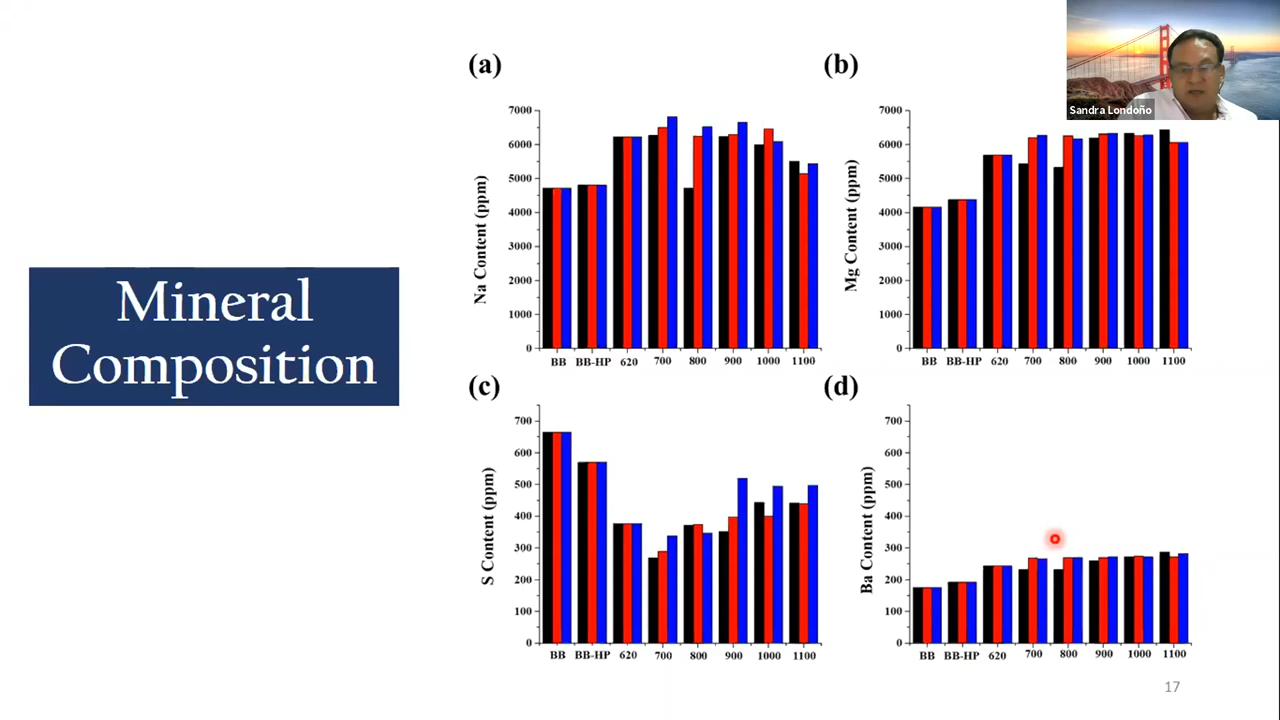 Sandra Londoño
Mineral
Composition
(a)
7000
6000
5000
4000
3000
2000
1000
0
Na Content (ppm)
BB BB-HP 620 700 800 900 1000 1100
(b)
7000
6000
5000
4000
3000
2000
1000
0
Mg Content (ppm)
BB BB-HP 620 700 800 900 1000 1100
(c)
700
600
500
400
300
200
100
0
S Content (ppm)
BB BB-HP 620 700 800 900 1000 1100
(d)
700
600
500
400
300
200
100
0
Ba Content (ppm)
BB BB-HP 620 700 800 900 1000 1100
17